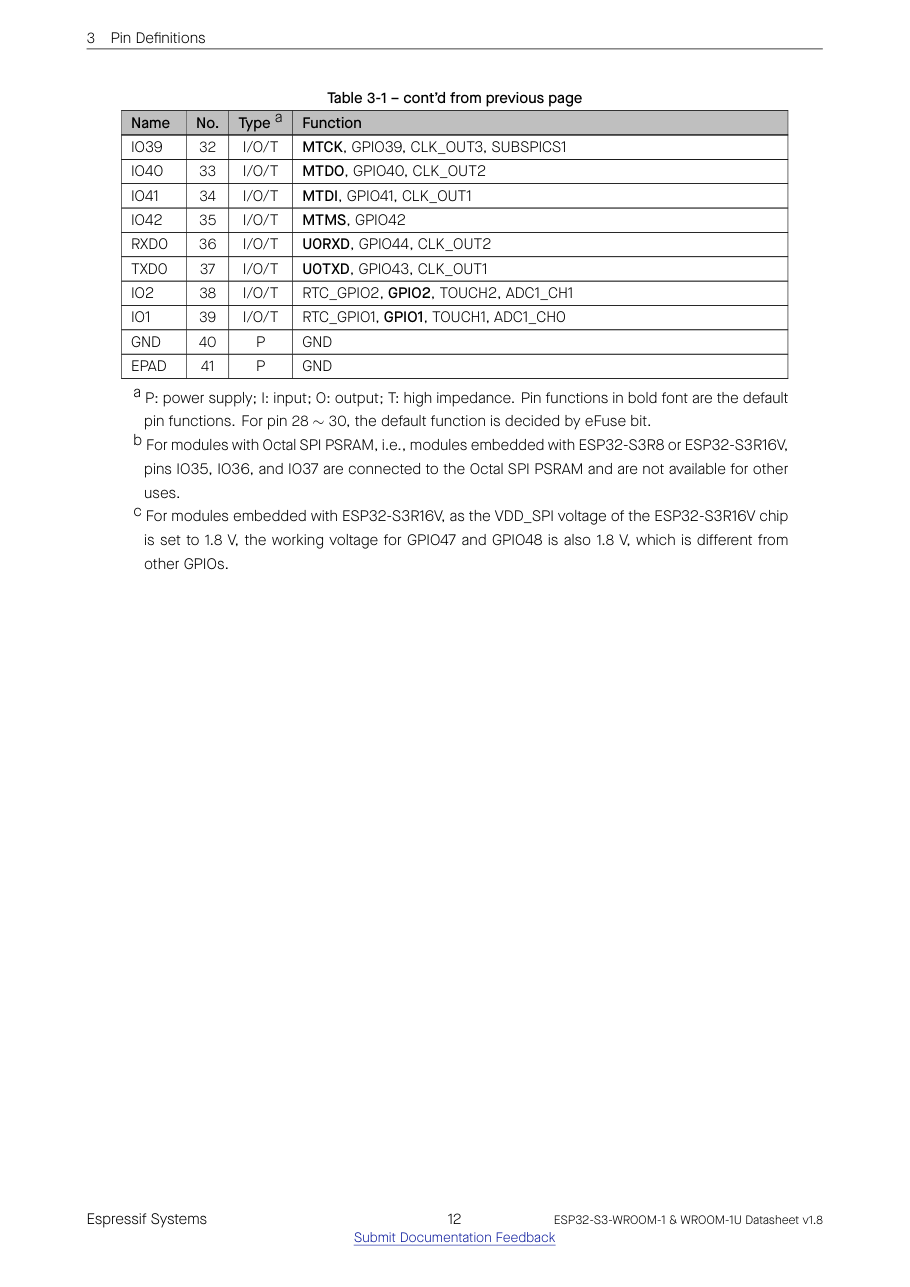 3 Pin Definitions
Table 3-1 – cont’d from previous page
Name No. Type a Function
IO39 32 I/O/T MTCK, GPIO39, CLK_OUT3, SUBSPICS1
IO40 33 I/O/T MTDO, GPIO40, CLK_OUT2
IO41 34 I/O/T MTDI, GPIO41, CLK_OUT1
IO42 35 I/O/T MTMS, GPIO42
RXD0 36 I/O/T U0RXD, GPIO44, CLK_OUT2
TXD0 37 I/O/T U0TXD, GPIO43, CLK_OUT1
IO2 38 I/O/T RTC_GPIO2, GPIO2, TOUCH2, ADC1_CH1
IO1 39 I/O/T RTC_GPIO1, GPIO1, TOUCH1, ADC1_CH0
GND 40 P GND
EPAD 41 P GND
a P: power supply; I: input; O: output; T: high impedance. Pin functions in bold font are the default
pin functions. For pin 28 ∼ 30, the default function is decided by eFuse bit.
b For modules with Octal SPI PSRAM, i.e., modules embedded with ESP32-S3R8 or ESP32-S3R16V,
pins IO35, IO36, and IO37 are connected to the Octal SPI PSRAM and are not available for other
uses.
c For modules embedded with ESP32-S3R16V, as the VDD_SPI voltage of the ESP32-S3R16V chip
is set to 1.8 V, the working voltage for GPIO47 and GPIO48 is also 1.8 V, which is different from
other GPIOs.
Espressif Systems 12 ESP32-S3-WROOM-1 & WROOM-1U Datasheet v1.8
Submit Documentation Feedback